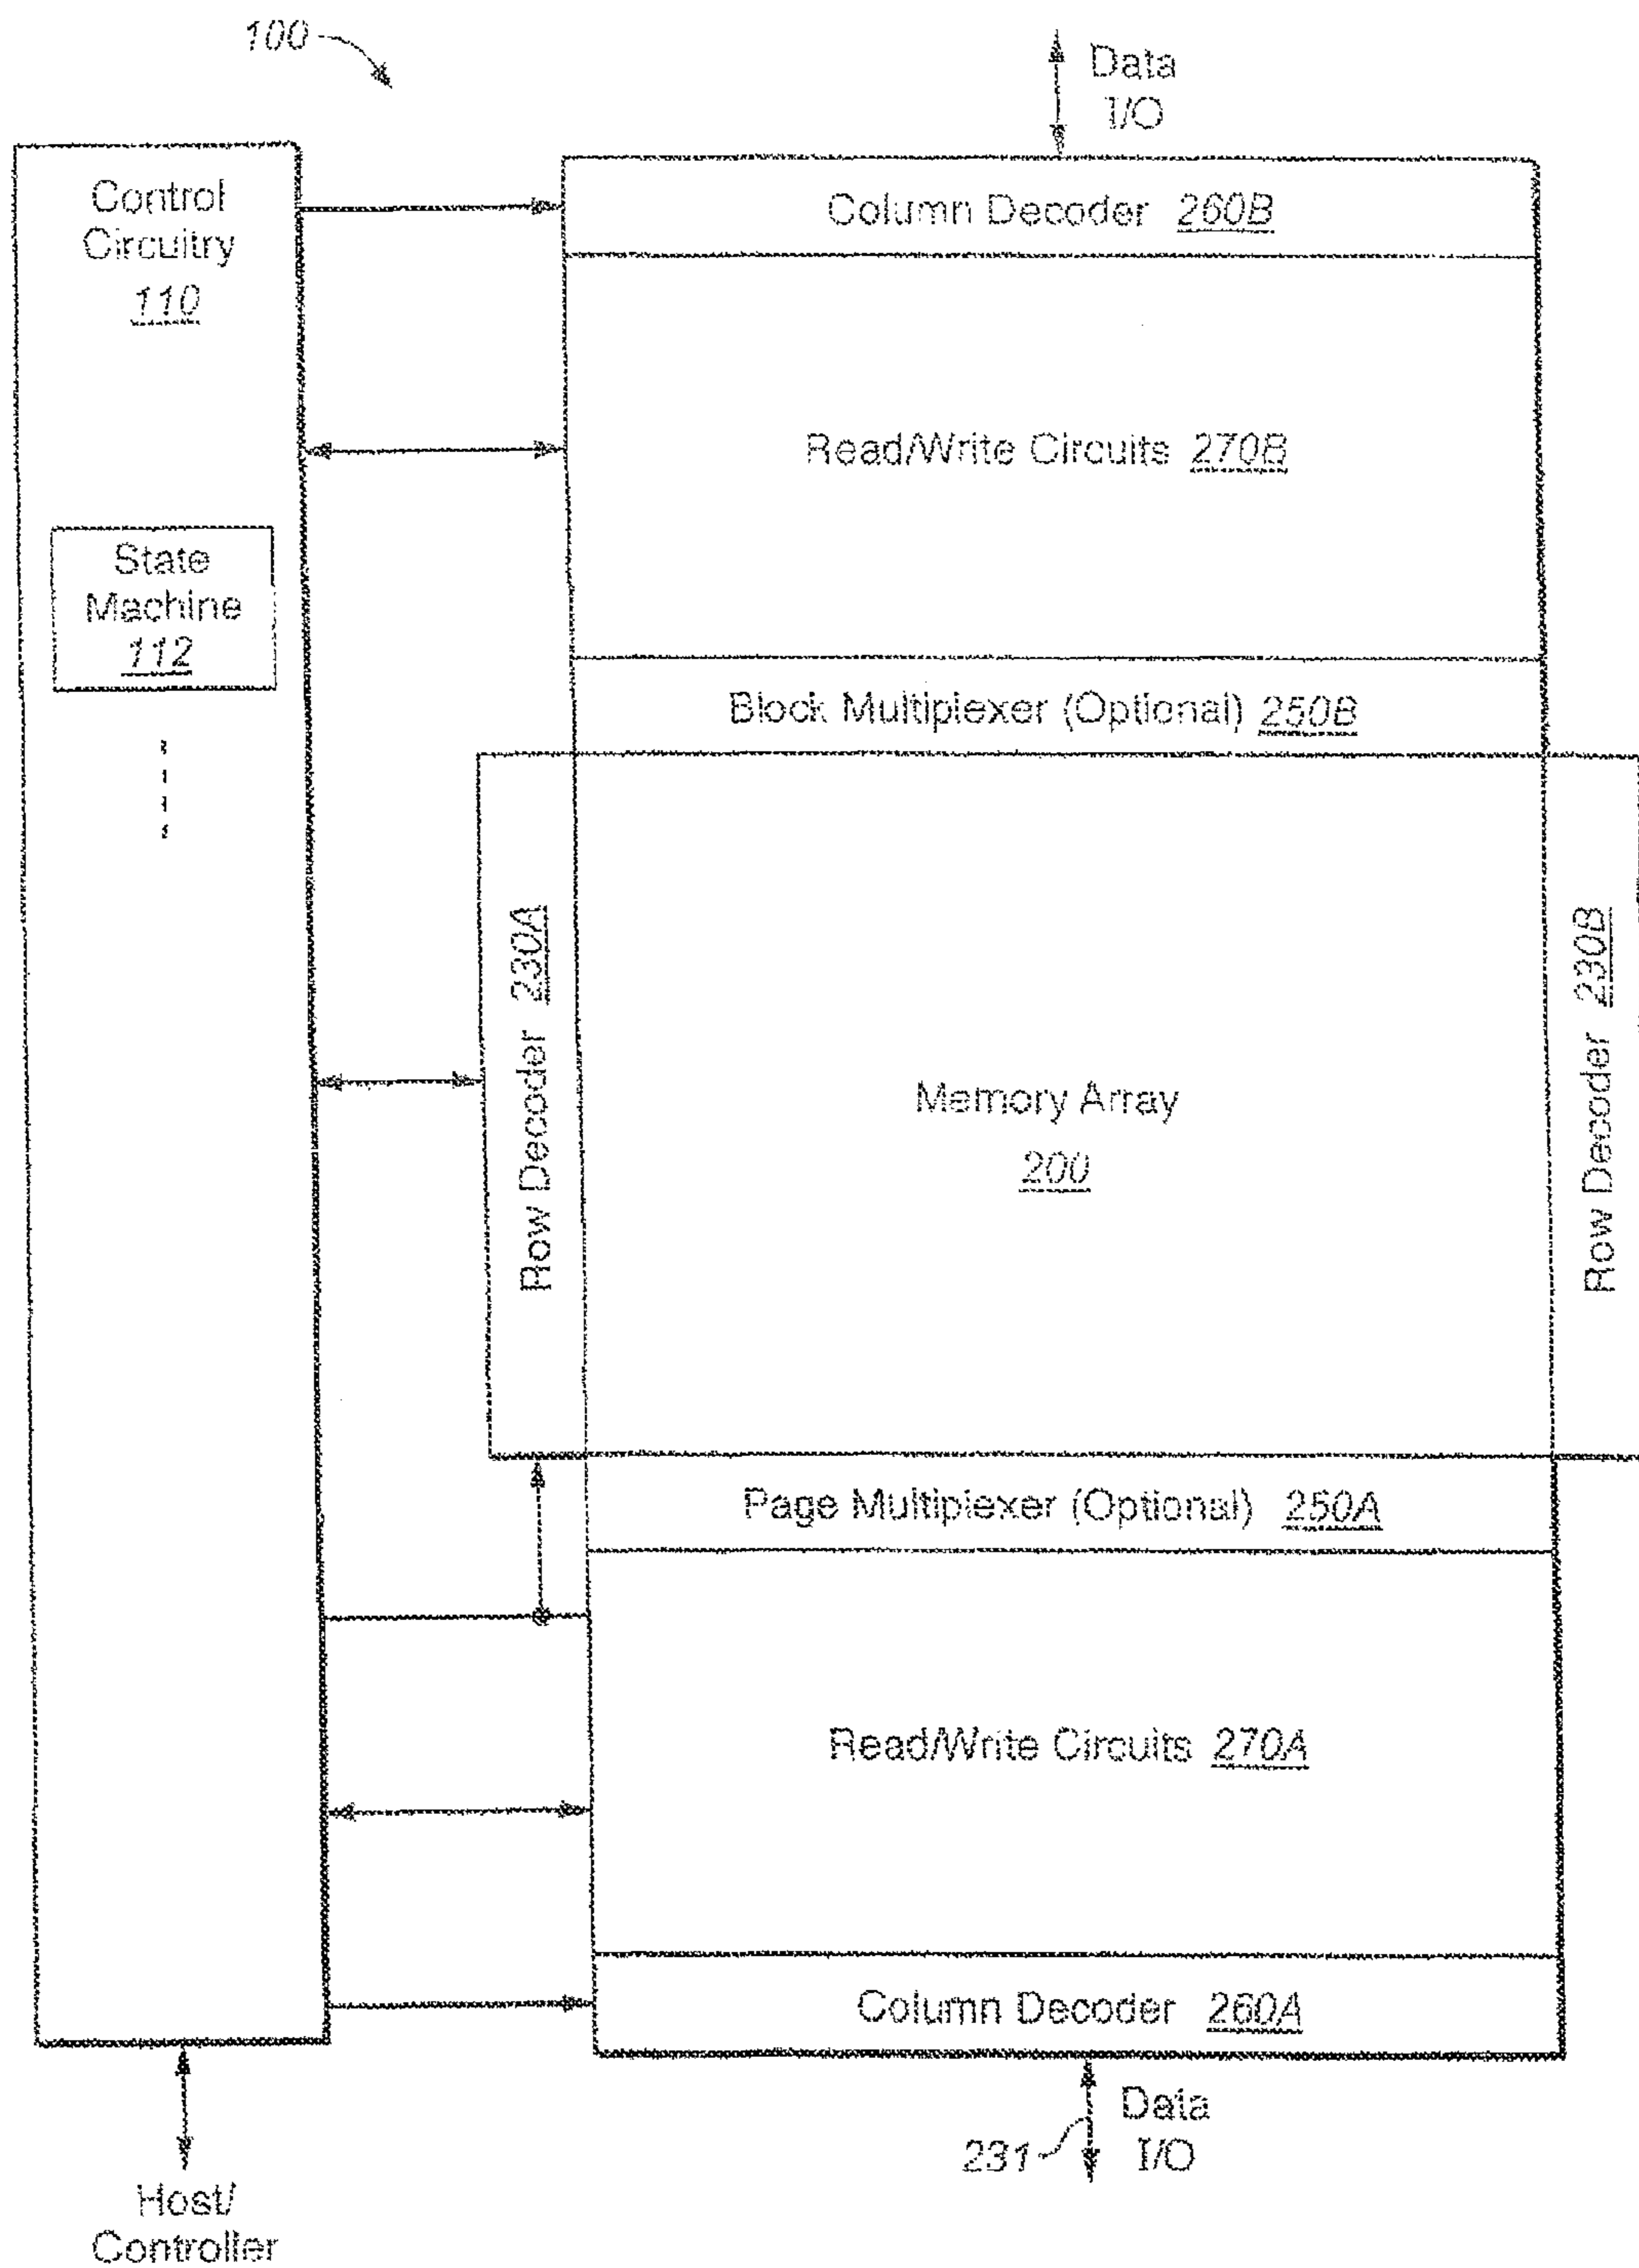 100
Data
I/O
Control
Circuitry
110
Column Decoder 260B
Read/Write Circuits 270B
State
Machine
112
Block Multiplexer (Optional) 250B
Row Decoder 230A
Memory Array
200
Row Decoder 230B
Page Multiplexer (Optional) 250A
Read/Write Circuits 270A
Column Decoder 260A
Data
I/O
231
Host/
Controller